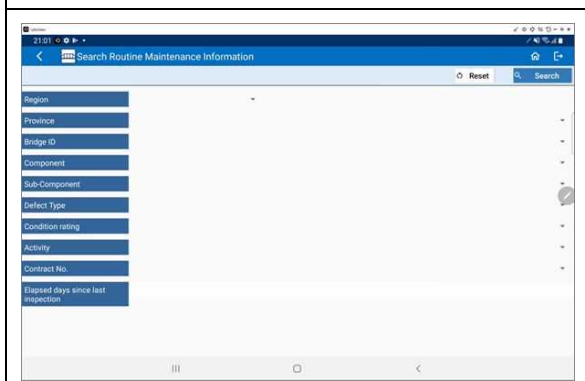 21:01
Search Routine Maintenance Information
Reset Search
Region
Province
Bridge ID
Component
Sub-Component
Defect Type
Condition rating
Activity
Contract No.
Elapsed days since last
inspection